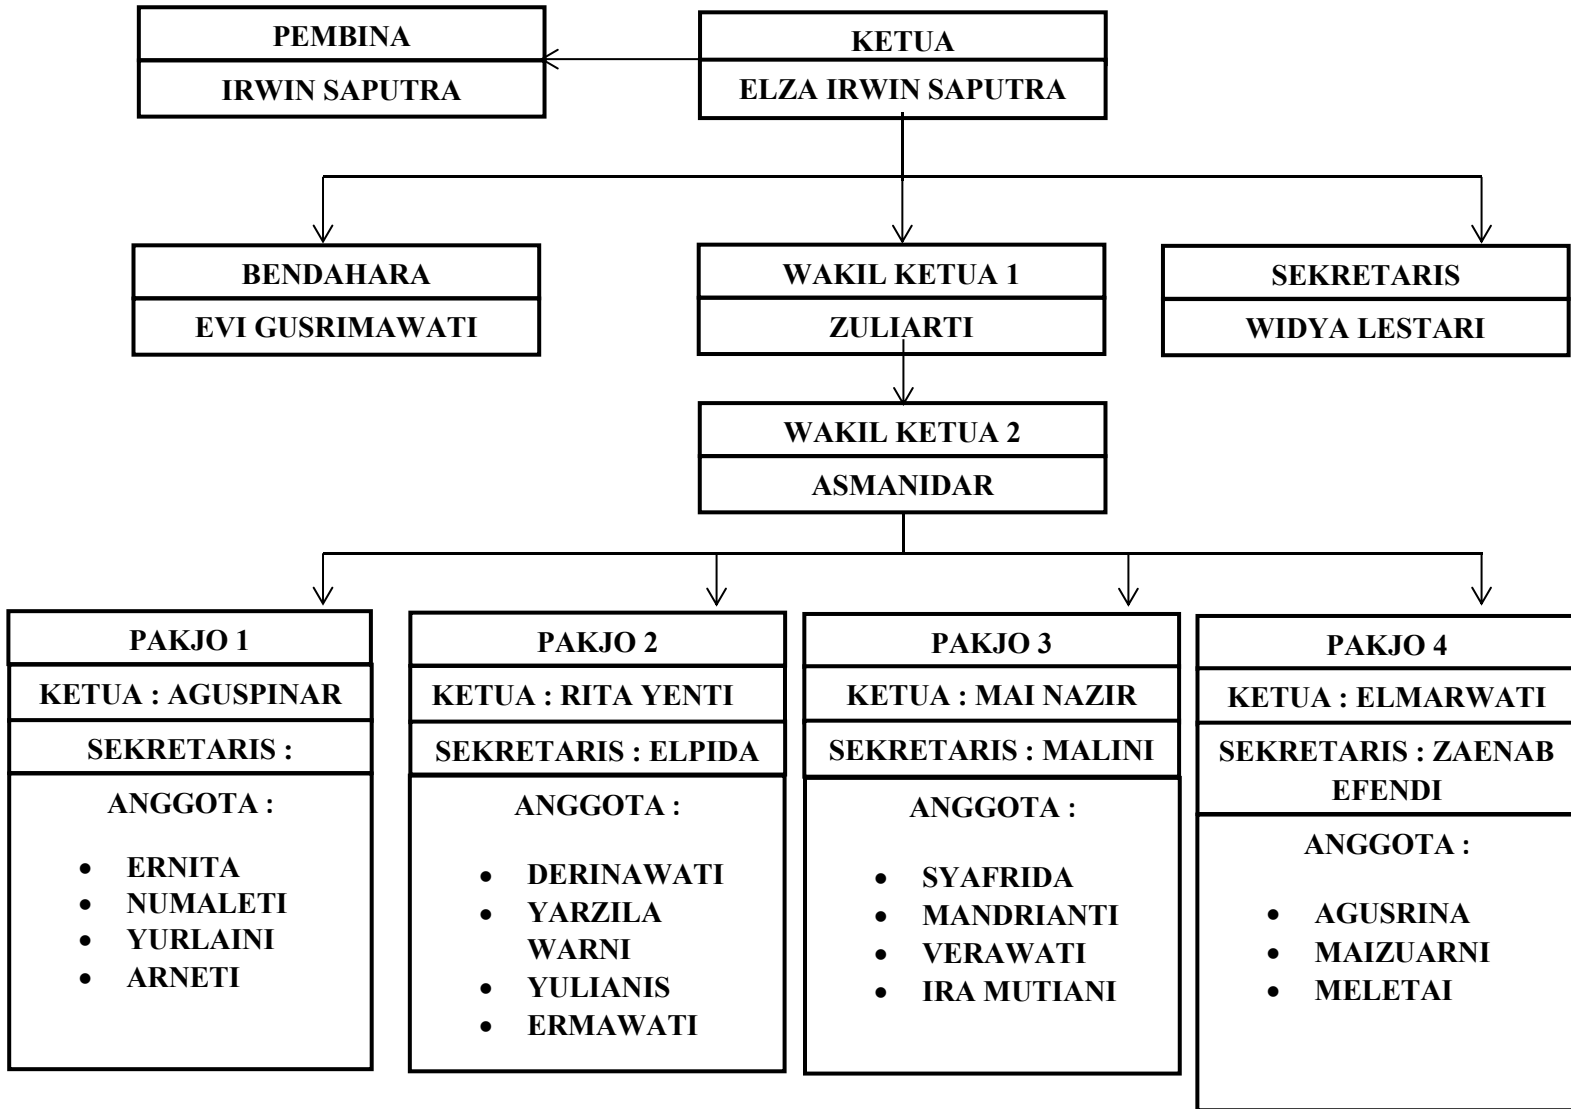 PEMBINA
IRWIN SAPUTRA
KETUA
ELZA IRWIN SAPUTRA
BENDAHARA
EVI GUSRIMAWATI
WAKIL KETUA 1
ZULIARTI
SEKRETARIS
WIDYA LESTARI
WAKIL KETUA 2
ASMANIDAR
PAKJO 1
KETUA : AGUSPINAR
SEKRETARIS :
ANGGOTA :
• ERNITA
• NUMALETI
• YURLAINI
• ARNETI
PAKJO 2
KETUA : RITA YENTI
SEKRETARIS : ELPIDA
ANGGOTA :
• DERINAWATI
• YARZILA
WARNI
• YULIANIS
• ERMAWATI
PAKJO 3
KETUA : MAI NAZIR
SEKRETARIS : MALINI
ANGGOTA :
• SYAFRIDA
• MANDRIANTI
• VERAWATI
• IRA MUTIANI
PAKJO 4
KETUA : ELMARWATI
SEKRETARIS : ZAENAB
EFENDI
ANGGOTA :
• AGUSRINA
• MAIZUARNI
• MELETAI